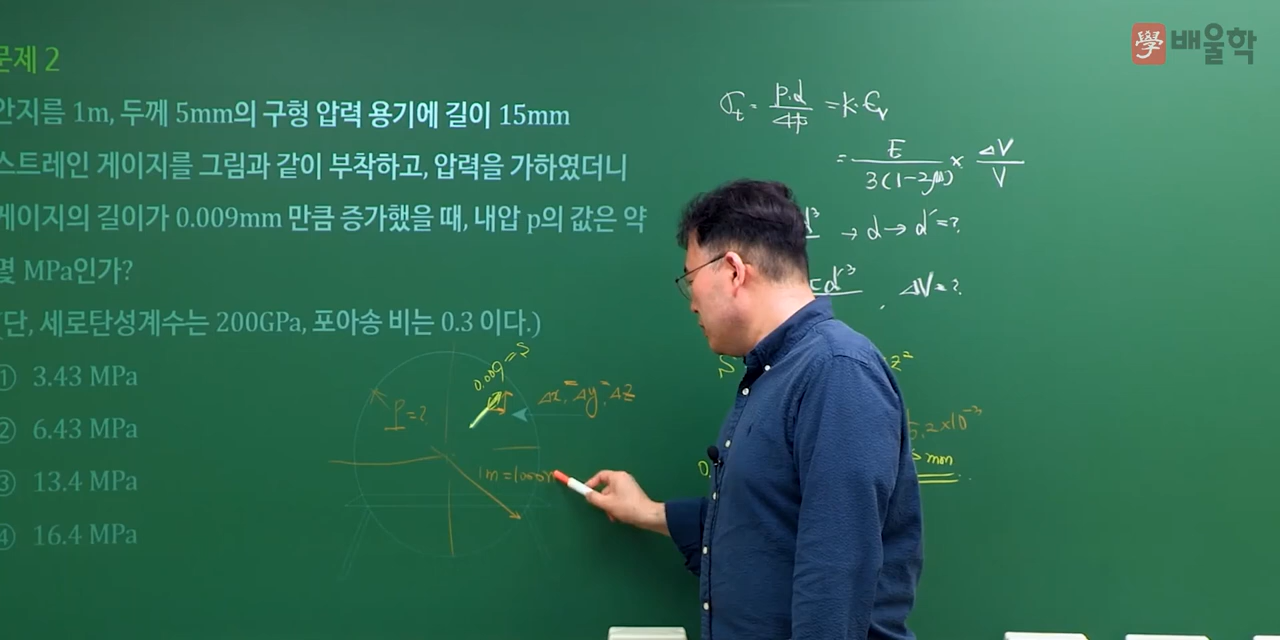 배울학
문제 2
안지름 1m, 두께 5mm의 구형 압력 용기에 길이 15mm
스트레인 게이지를 그림과 같이 부착하고, 압력을 가하였더니
게이지의 길이가 0.009mm 만큼 증가했을 때, 내압 p의 값은 약
몇 MPa인가?
(단, 세로탄성계수는 200GPa, 포아송 비는 0.3 이다.)
① 3.43 MPa
② 6.43 MPa
③ 13.4 MPa
④ 16.4 MPa
P=?
0.009=S
Δx=Δy=Δz
1m=1000
= K·εv
= E / 3(1-2μ) × ΔV / V
→ d → d'=?
, ΔV=?
5.2×10⁻³